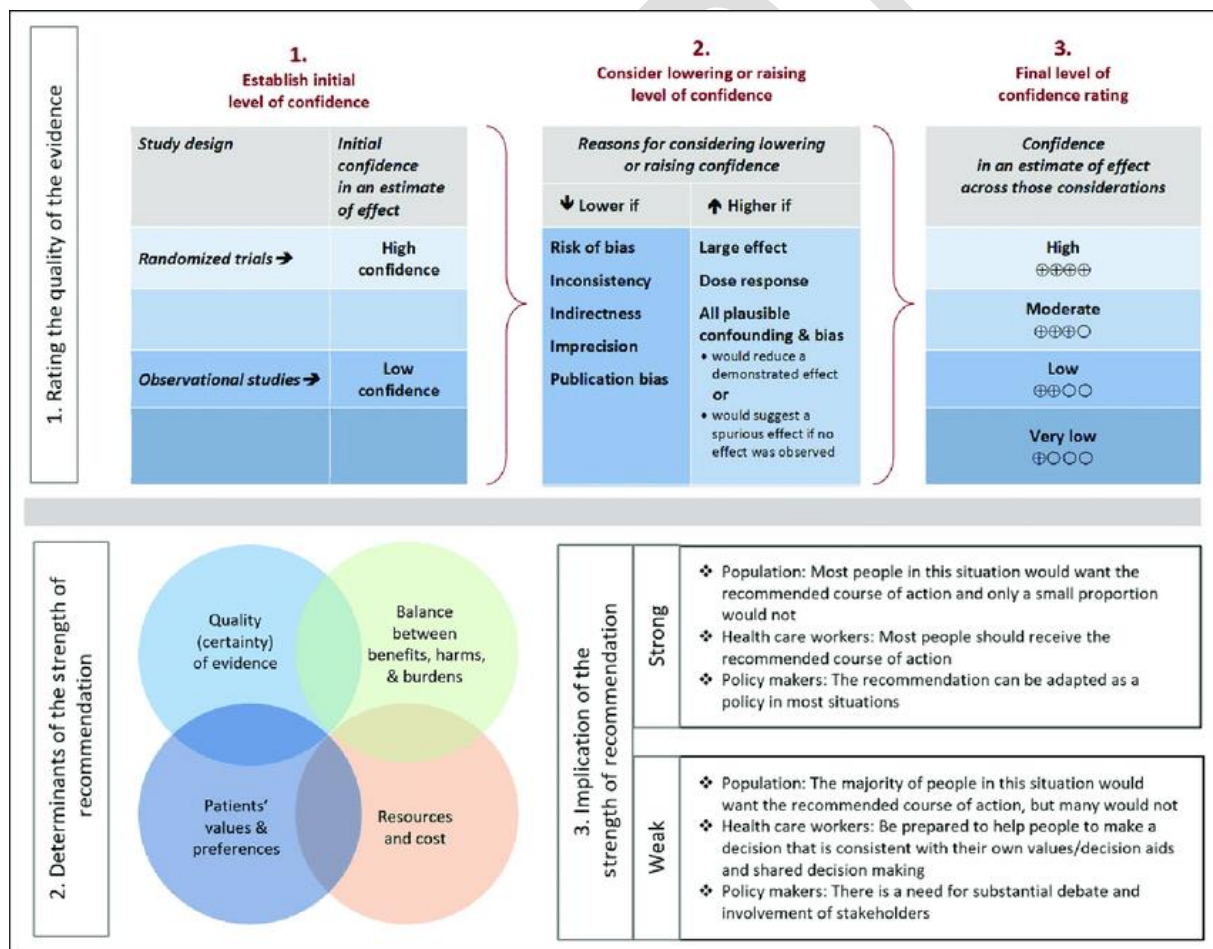 1. Rating the quality of the evidence
1.
Establish initial
level of confidence
Study design
Initial
confidence
in an estimate
of effect
Randomized trials ➔
High
confidence
Observational studies ➔
Low
confidence
2.
Consider lowering or raising
level of confidence
Reasons for considering lowering
or raising confidence
🡻 Lower if
🡹 Higher if
Risk of bias
Inconsistency
Indirectness
Imprecision
Publication bias
Large effect
Dose response
All plausible
confounding & bias
• would reduce a
demonstrated effect
or
• would suggest a
spurious effect if no
effect was observed
3.
Final level of
confidence rating
Confidence
in an estimate of effect
across those considerations
High
⊕⊕⊕⊕
Moderate
⊕⊕⊕○
Low
⊕⊕○○
Very low
⊕○○○
2. Determinants of the strength of
recommendation
Quality
(certainty)
of evidence
Balance
between
benefits, harms,
& burdens
Patients'
values &
preferences
Resources
and cost
3. Implication of the
strength of recommendation
Strong
❖ Population: Most people in this situation would want the
recommended course of action and only a small proportion
would not
❖ Health care workers: Most people should receive the
recommended course of action
❖ Policy makers: The recommendation can be adapted as a
policy in most situations
Weak
❖ Population: The majority of people in this situation would
want the recommended course of action, but many would not
❖ Health care workers: Be prepared to help people to make a
decision that is consistent with their own values/decision aids
and shared decision making
❖ Policy makers: There is a need for substantial debate and
involvement of stakeholders